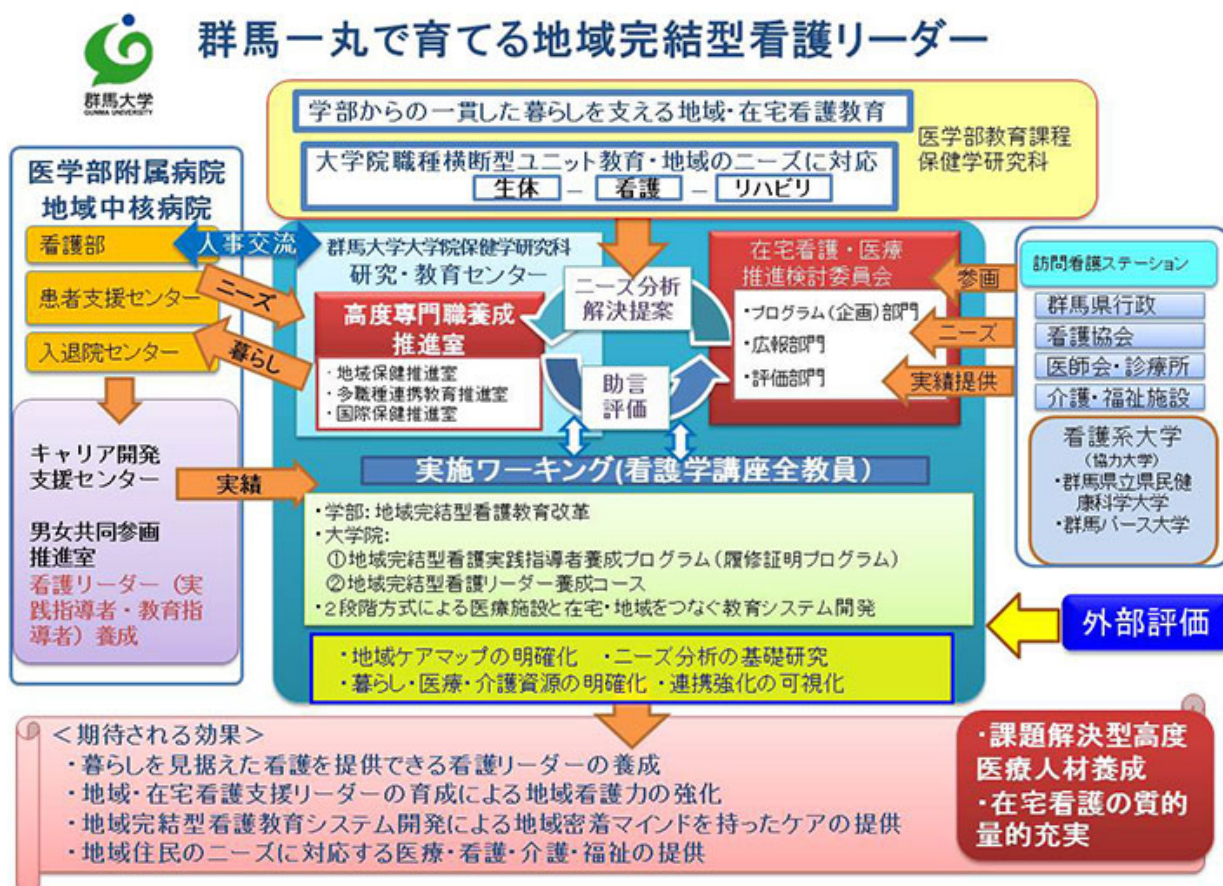 群馬大学
GUNMA UNIVERSITY
群馬一丸で育てる地域完結型看護リーダー
学部からの一貫した暮らしを支える地域・在宅看護教育
大学院職種横断型ユニット教育・地域のニーズに対応
生体 − 看護 − リハビリ
医学部教育課程
保健学研究科
医学部附属病院
地域中核病院
看護部
患者支援センター
入退院センター
人事交流
ニーズ
暮らし
キャリア開発
支援センター
男女共同参画
推進室
看護リーダー（実
践指導者・教育指
導者）養成
実績
群馬大学大学院保健学研究科
研究・教育センター
高度専門職養成
推進室
・地域保健推進室
・多職種連携教育推進室
・国際保健推進室
ニーズ分析
解決提案
助言
評価
在宅看護・医療
推進検討委員会
・プログラム(企画)部門
・広報部門
・評価部門
参画
ニーズ
実績提供
訪問看護ステーション
群馬県行政
看護協会
医師会・診療所
介護・福祉施設
看護系大学
(協力大学)
・群馬県立県民健
康科学大学
・群馬パース大学
実施ワーキング(看護学講座全教員)
・学部：地域完結型看護教育改革
・大学院：
①地域完結型看護実践指導者養成プログラム(履修証明プログラム)
②地域完結型看護リーダー養成コース
・2段階方式による医療施設と在宅・地域をつなぐ教育システム開発
外部評価
・地域ケアマップの明確化 ・ニーズ分析の基礎研究
・暮らし・医療・介護資源の明確化 ・連携強化の可視化
＜期待される効果＞
・暮らしを見据えた看護を提供できる看護リーダーの養成
・地域・在宅看護支援リーダーの育成による地域看護力の強化
・地域完結型看護教育システム開発による地域密着マインドを持ったケアの提供
・地域住民のニーズに対応する医療・看護・介護・福祉の提供
・課題解決型高度
医療人材養成
・在宅看護の質的
量的充実